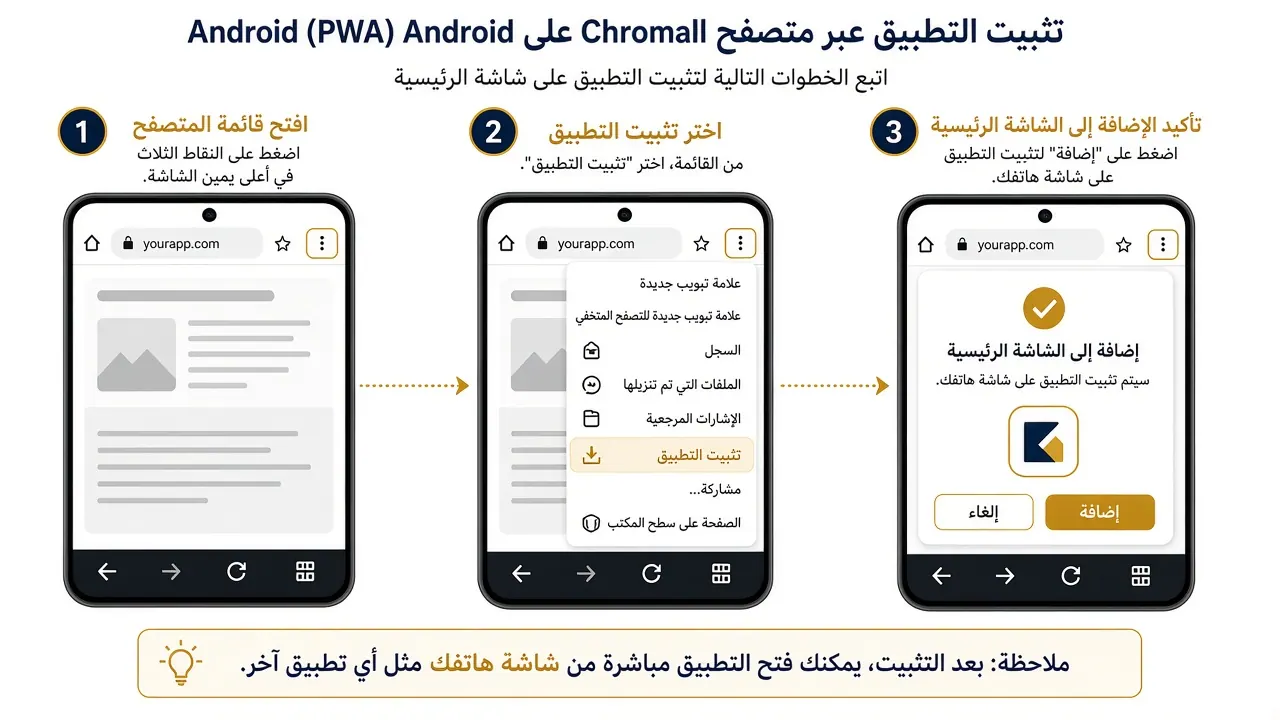 تثبيت التطبيق عبر متصفح Chromall على Android (PWA) Android
اتبع الخطوات التالية لتثبيت التطبيق على شاشة الرئيسية
1
افتح قائمة المتصفح
اضغط على النقاط الثلاث
في أعلى يمين الشاشة.
yourapp.com
2
اختر تثبيت التطبيق
من القائمة، اختر "تثبيت التطبيق".
yourapp.com
علامة تبويب جديدة
علامة تبويب جديدة للتصفح المتخفي
السجل
الملفات التي تم تنزيلها
الإشارات المرجعية
تثبيت التطبيق
مشاركة...
الصفحة على سطح المكتب
3
تأكيد الإضافة إلى الشاشة الرئيسية
اضغط على "إضافة" لتثبيت التطبيق
على شاشة هاتفك.
yourapp.com
إضافة إلى الشاشة الرئيسية
سيتم تثبيت التطبيق على شاشة هاتفك.
إضافة
إلغاء
ملاحظة: بعد التثبيت، يمكنك فتح التطبيق مباشرة من شاشة هاتفك مثل أي تطبيق آخر.